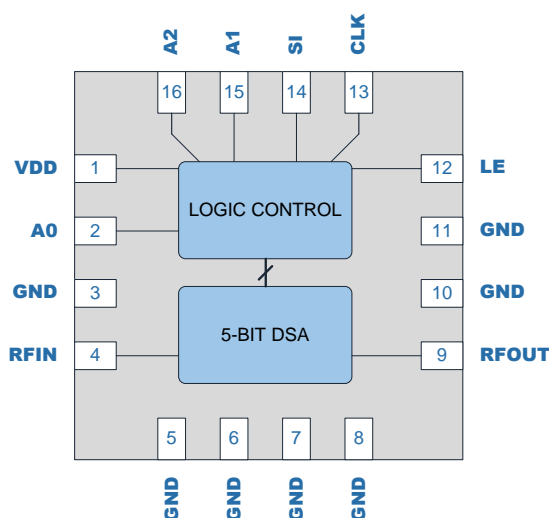 A2 A1 SI CLK
16 15 14 13
VDD 1 12 LE
LOGIC CONTROL
A0 2 11 GND
GND 3 10 GND
5-BIT DSA
RFIN 4 9 RFOUT
5 6 7 8
GND GND GND GND